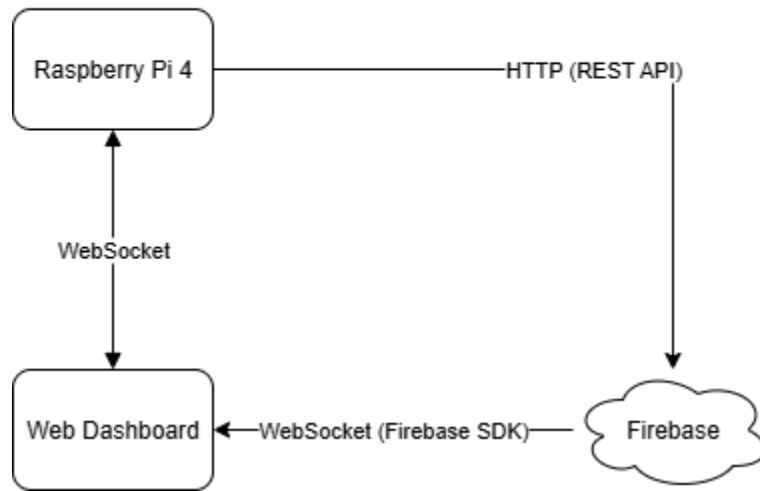 Raspberry Pi 4
HTTP (REST API)
WebSocket
Web Dashboard
WebSocket (Firebase SDK)
Firebase